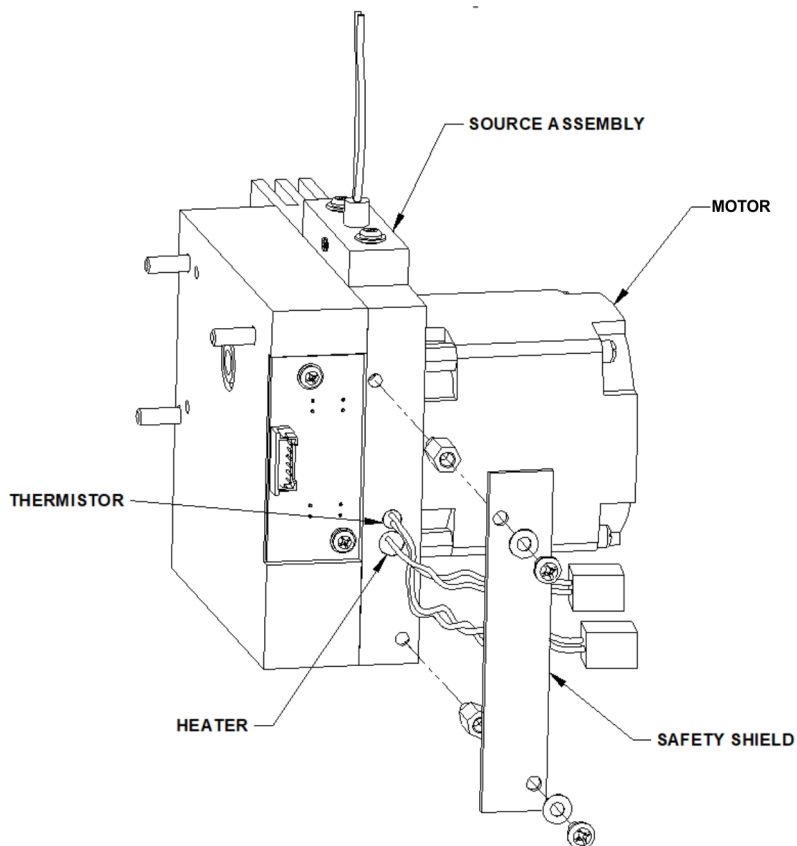 SOURCE ASSEMBLY
MOTOR
THERMISTOR
HEATER
SAFETY SHIELD